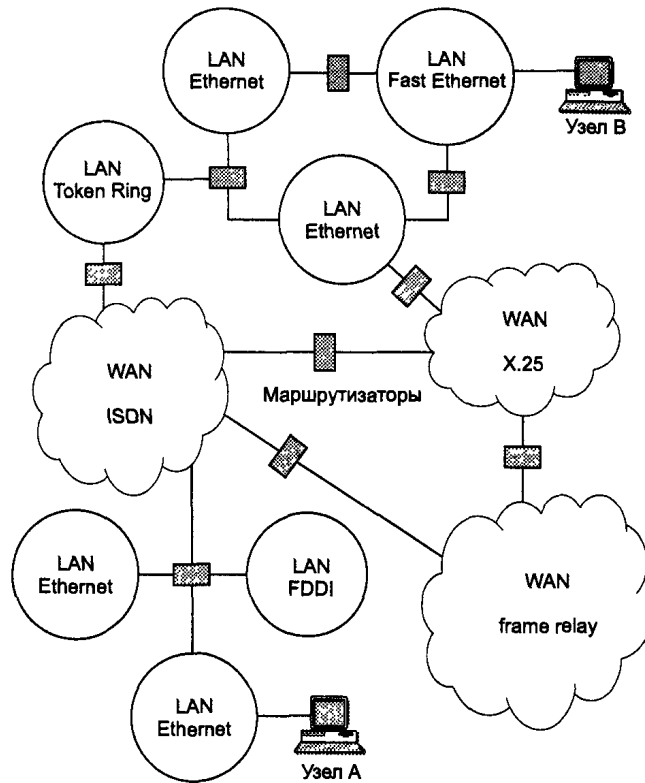 LAN
Ethernet
LAN
Fast Ethernet
Узел В
LAN
Token Ring
LAN
Ethernet
WAN
X.25
WAN
ISDN
Маршрутизаторы
LAN
Ethernet
LAN
FDDI
WAN
frame relay
LAN
Ethernet
Узел А